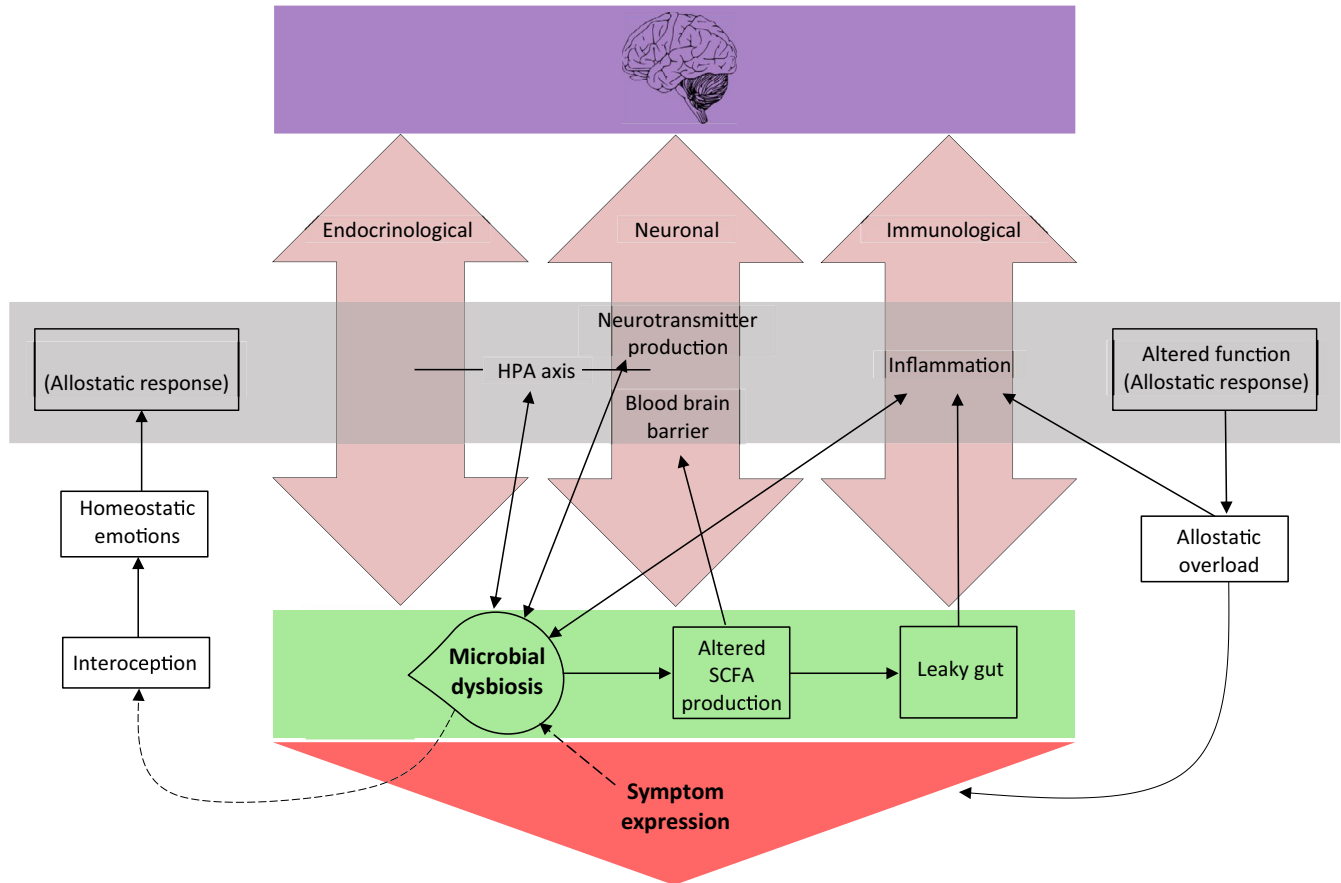 Endocrinological
Neuronal
Immunological
(Allostatic response)
HPA axis
Neurotransmitter
production
Blood brain
barrier
Inflammation
Altered function
(Allostatic response)
Homeostatic
emotions
Allostatic
overload
Interoception
Microbial
dysbiosis
Altered
SCFA
production
Leaky gut
Symptom
expression